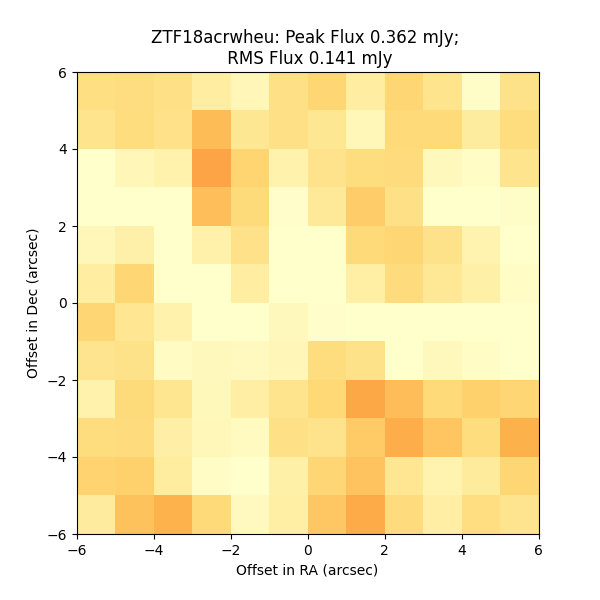 ZTF18acrwheu: Peak Flux 0.362 mJy;
RMS Flux 0.141 mJy
6
4
2
0
−2
−4
−6
Offset in Dec (arcsec)
−6 −4 −2 0 2 4 6
Offset in RA (arcsec)